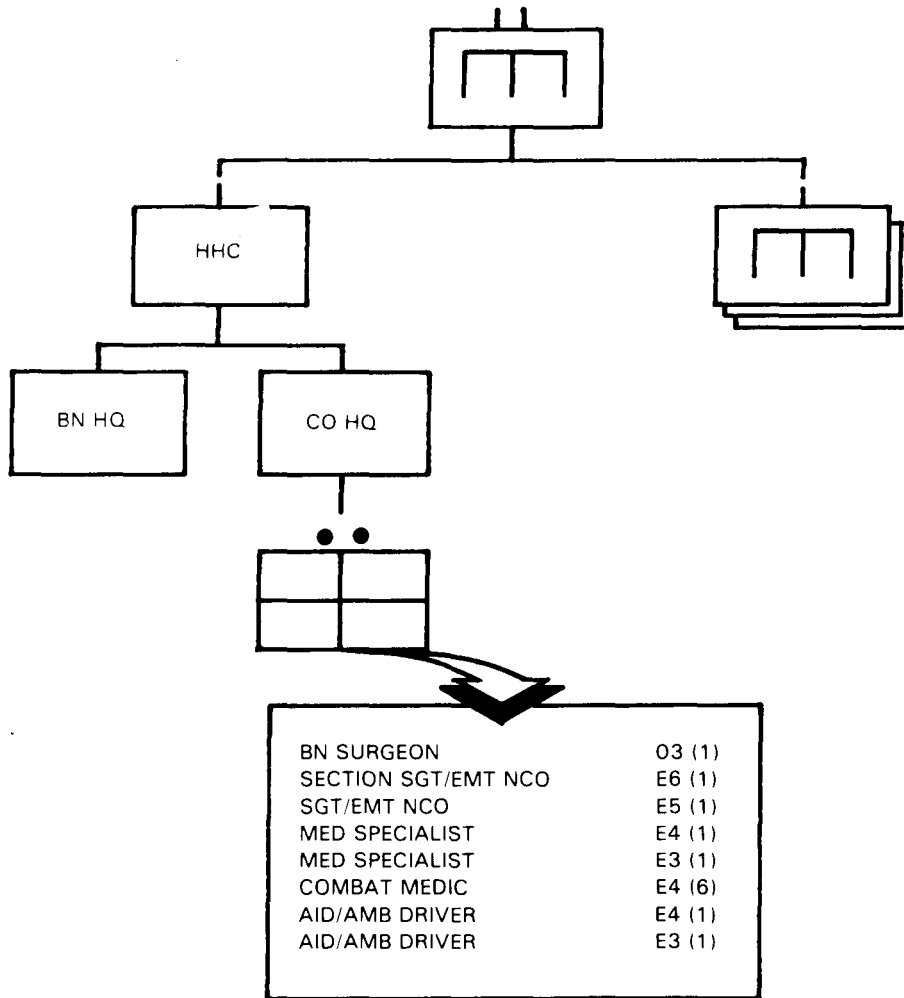 HHC
BN HQ
CO HQ
BN SURGEON 03 (1)
SECTION SGT/EMT NCO E6 (1)
SGT/EMT NCO E5 (1)
MED SPECIALIST E4 (1)
MED SPECIALIST E3 (1)
COMBAT MEDIC E4 (6)
AID/AMB DRIVER E4 (1)
AID/AMB DRIVER E3 (1)